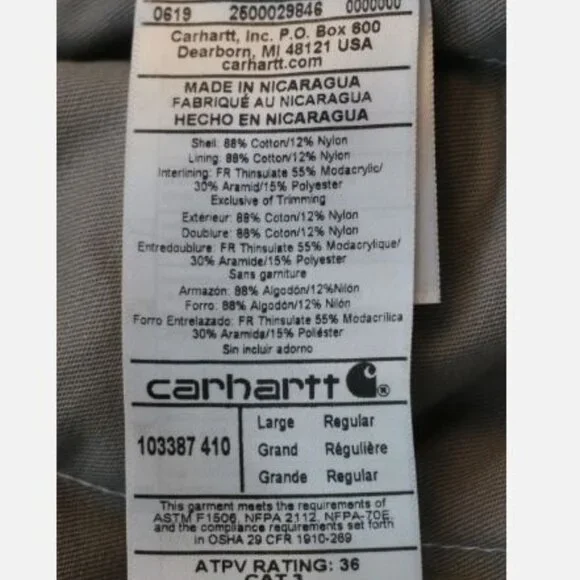 0619 2500029846 0000000
Carhartt, Inc. P.O. Box 600
Dearborn, MI 48121 USA
carhartt.com
MADE IN NICARAGUA
FABRIQUÉ AU NICARAGUA
HECHO EN NICARAGUA
Shell: 88% Cotton/12% Nylon
Lining: 88% Cotton/12% Nylon
Interlining: FR Thinsulate 55% Modacrylic/
30% Aramid/15% Polyester
Exclusive of Trimming
Extérieur: 88% Coton/12% Nylon
Doublure: 88% Coton/12% Nylon
Entredoublure: FR Thinsulate 55% Modacrylique/
30% Aramide/15% Polyester
Sans garniture
Armazón: 88% Algodón/12%Nilón
Forro: 88% Algodón/12% Nilón
Forro Entrelazado: FR Thinsulate 55% Modacrílica
30% Aramida/15% Poliéster
Sin incluir adorno
carhartt ®
103387 410
Large Regular
Grand Régulière
Grande Regular
This garment meets the requirements of
ASTM F1506, NFPA 2112, NFPA-70E
and the compliance requirements set forth
in OSHA 29 CFR 1910-269
ATPV RATING: 36
CAT 3